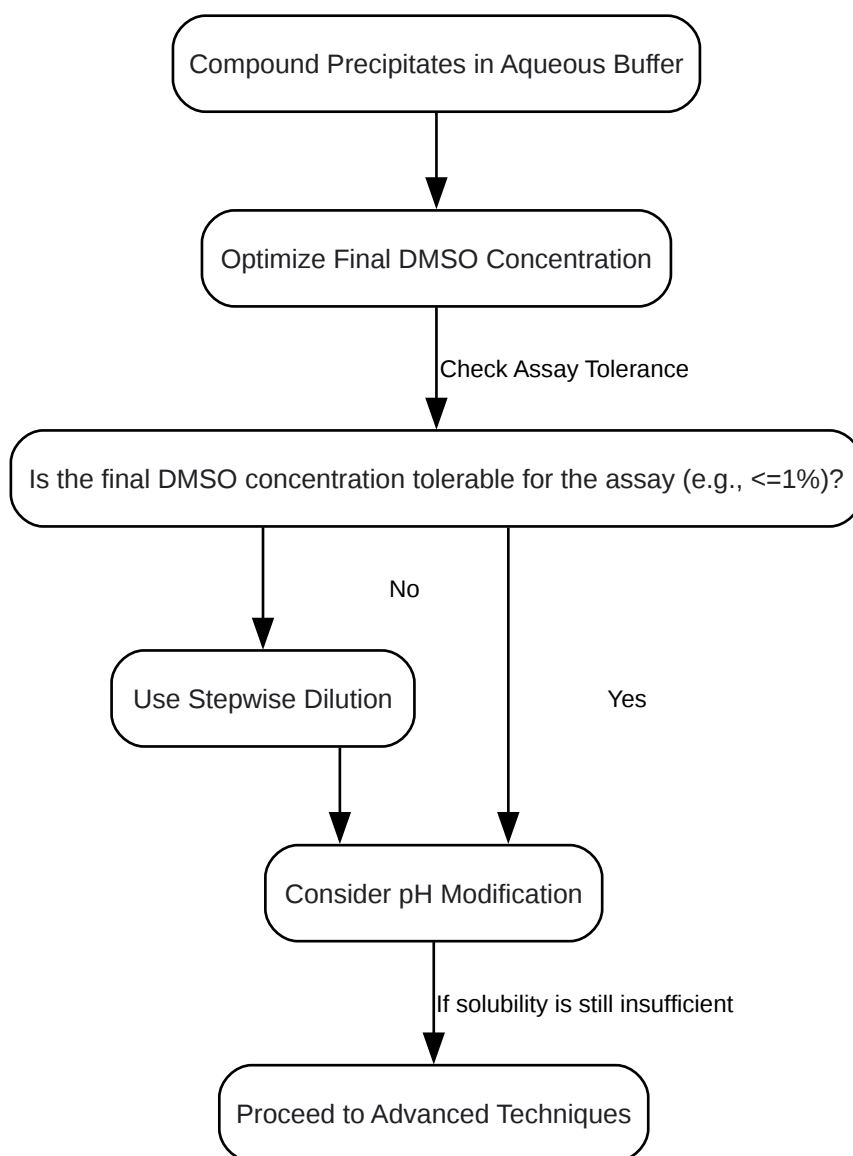 Compound Precipitates in Aqueous Buffer
Optimize Final DMSO Concentration
Check Assay Tolerance
Is the final DMSO concentration tolerable for the assay (e.g., <=1%)?
No
Use Stepwise Dilution
Yes
Consider pH Modification
If solubility is still insufficient
Proceed to Advanced Techniques